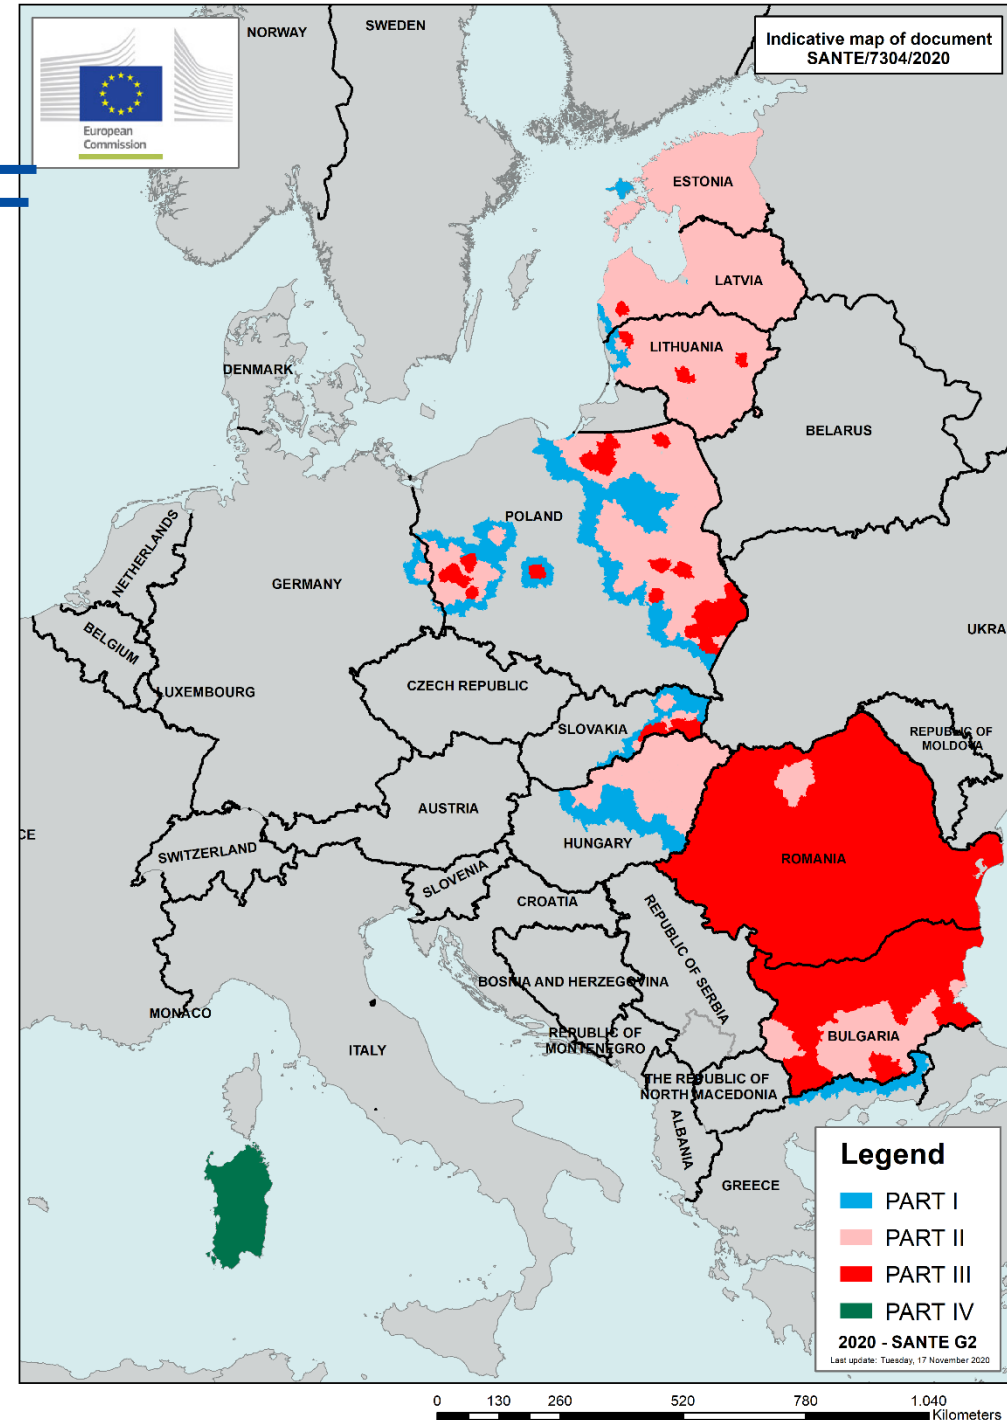 NORWAY
SWEDEN
Indicative map of document
SANTE/7304/2020
European
Commission
ESTONIA
LATVIA
LITHUANIA
DENMARK
BELARUS
POLAND
NETHERLANDS
GERMANY
BELGIUM
UKRA
LUXEMBOURG
CZECH REPUBLIC
SLOVAKIA
REPUBLIC OF
MOLDOVA
AUSTRIA
CE
HUNGARY
SWITZERLAND
ROMANIA
SLOVENIA
CROATIA
REPUBLIC OF SERBIA
BOSNIA AND HERZEGOVINA
MONACO
REPUBLIC OF
MONTENEGRO
BULGARIA
ITALY
THE REPUBLIC OF
NORTH MACEDONIA
ALBANIA
GREECE
Legend
PART I
PART II
PART III
PART IV
2020 - SANTE G2
Last update: Tuesday, 17 November 2020
0 130 260 520 780 1.040
Kilometers